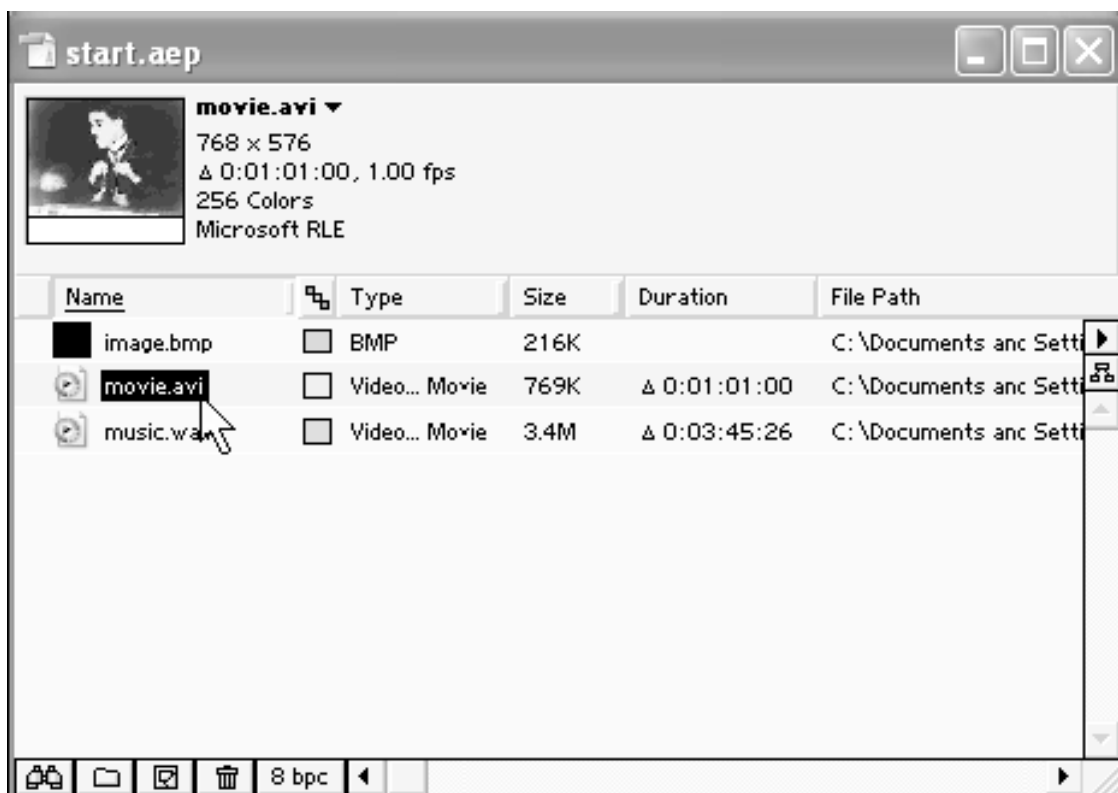 start.aep
movie.avi
768 × 576
Δ 0:01:01:00, 1.00 fps
256 Colors
Microsoft RLE
Name Type Size Duration File Path
image.bmp BMP 216K C:\Documents anc Setti
movie.avi Video... Movie 769K Δ 0:01:01:00 C:\Documents anc Setti
music.wa Video... Movie 3.4M Δ 0:03:45:26 C:\Documents anc Setti
8 bpc